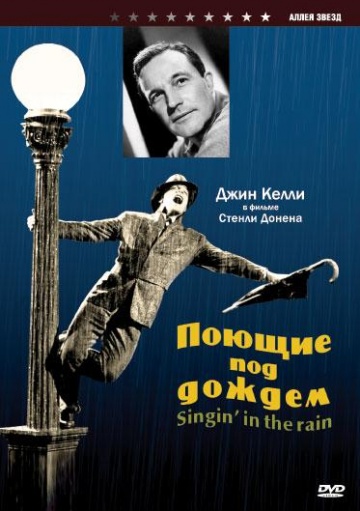 АЛЛЕЯ ЗВЕЗД
Джин Келли
в фильме
Стенли Донена
Поющие
под
дождем
Singin' in the rain
DVD